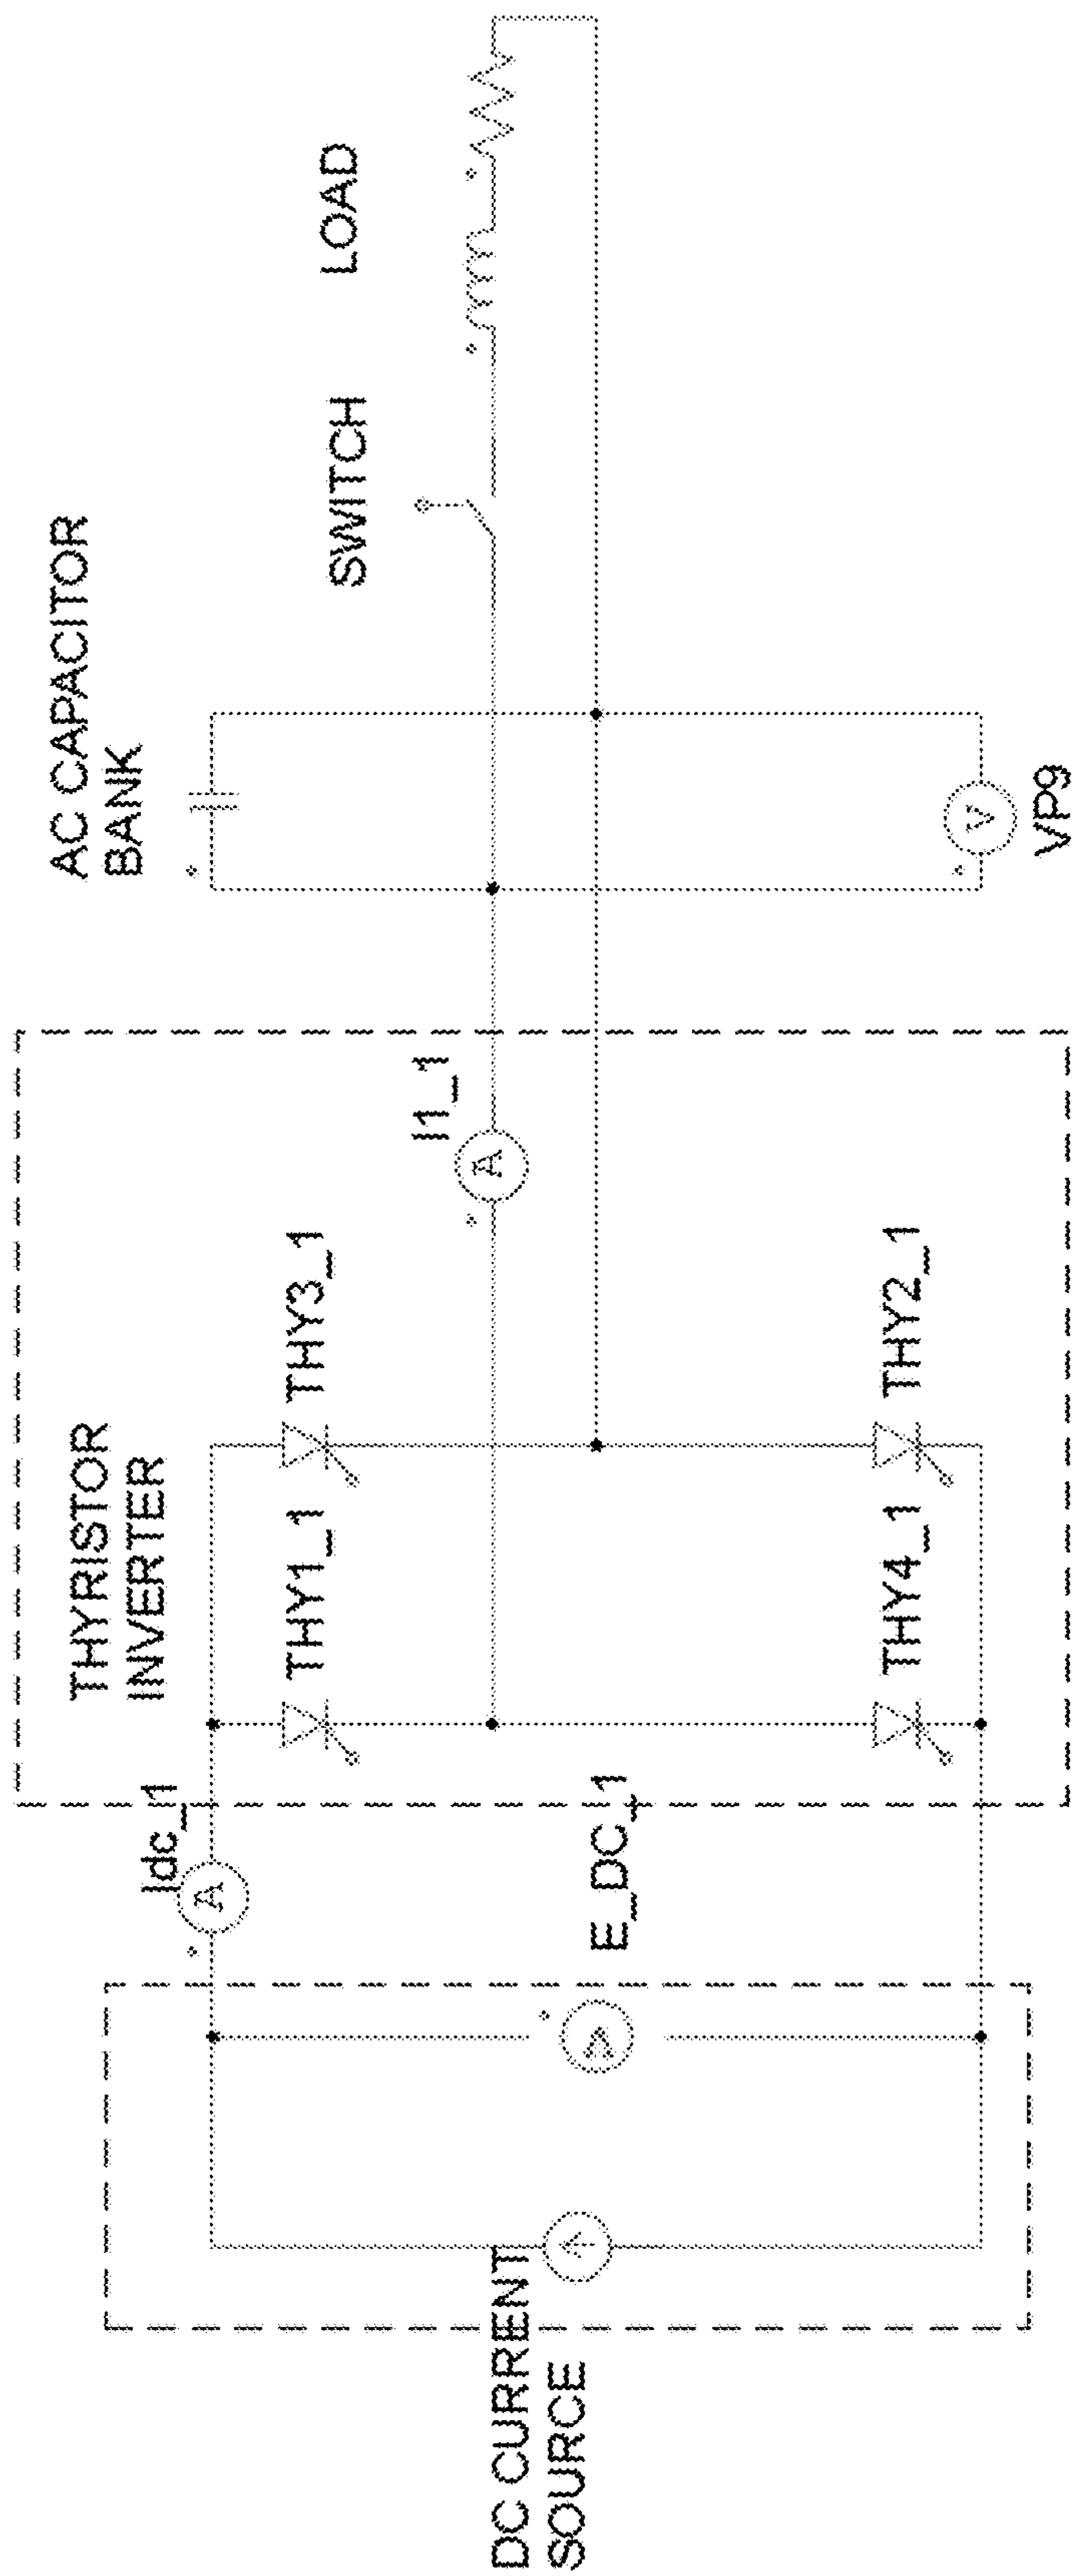 DC CURRENT
SOURCE
Idc_1
A
V
E_DC_1
THYRISTOR
INVERTER
THY1_1
THY3_1
THY4_1
THY2_1
I1_1
A
AC CAPACITOR
BANK
V
VP9
SWITCH
LOAD